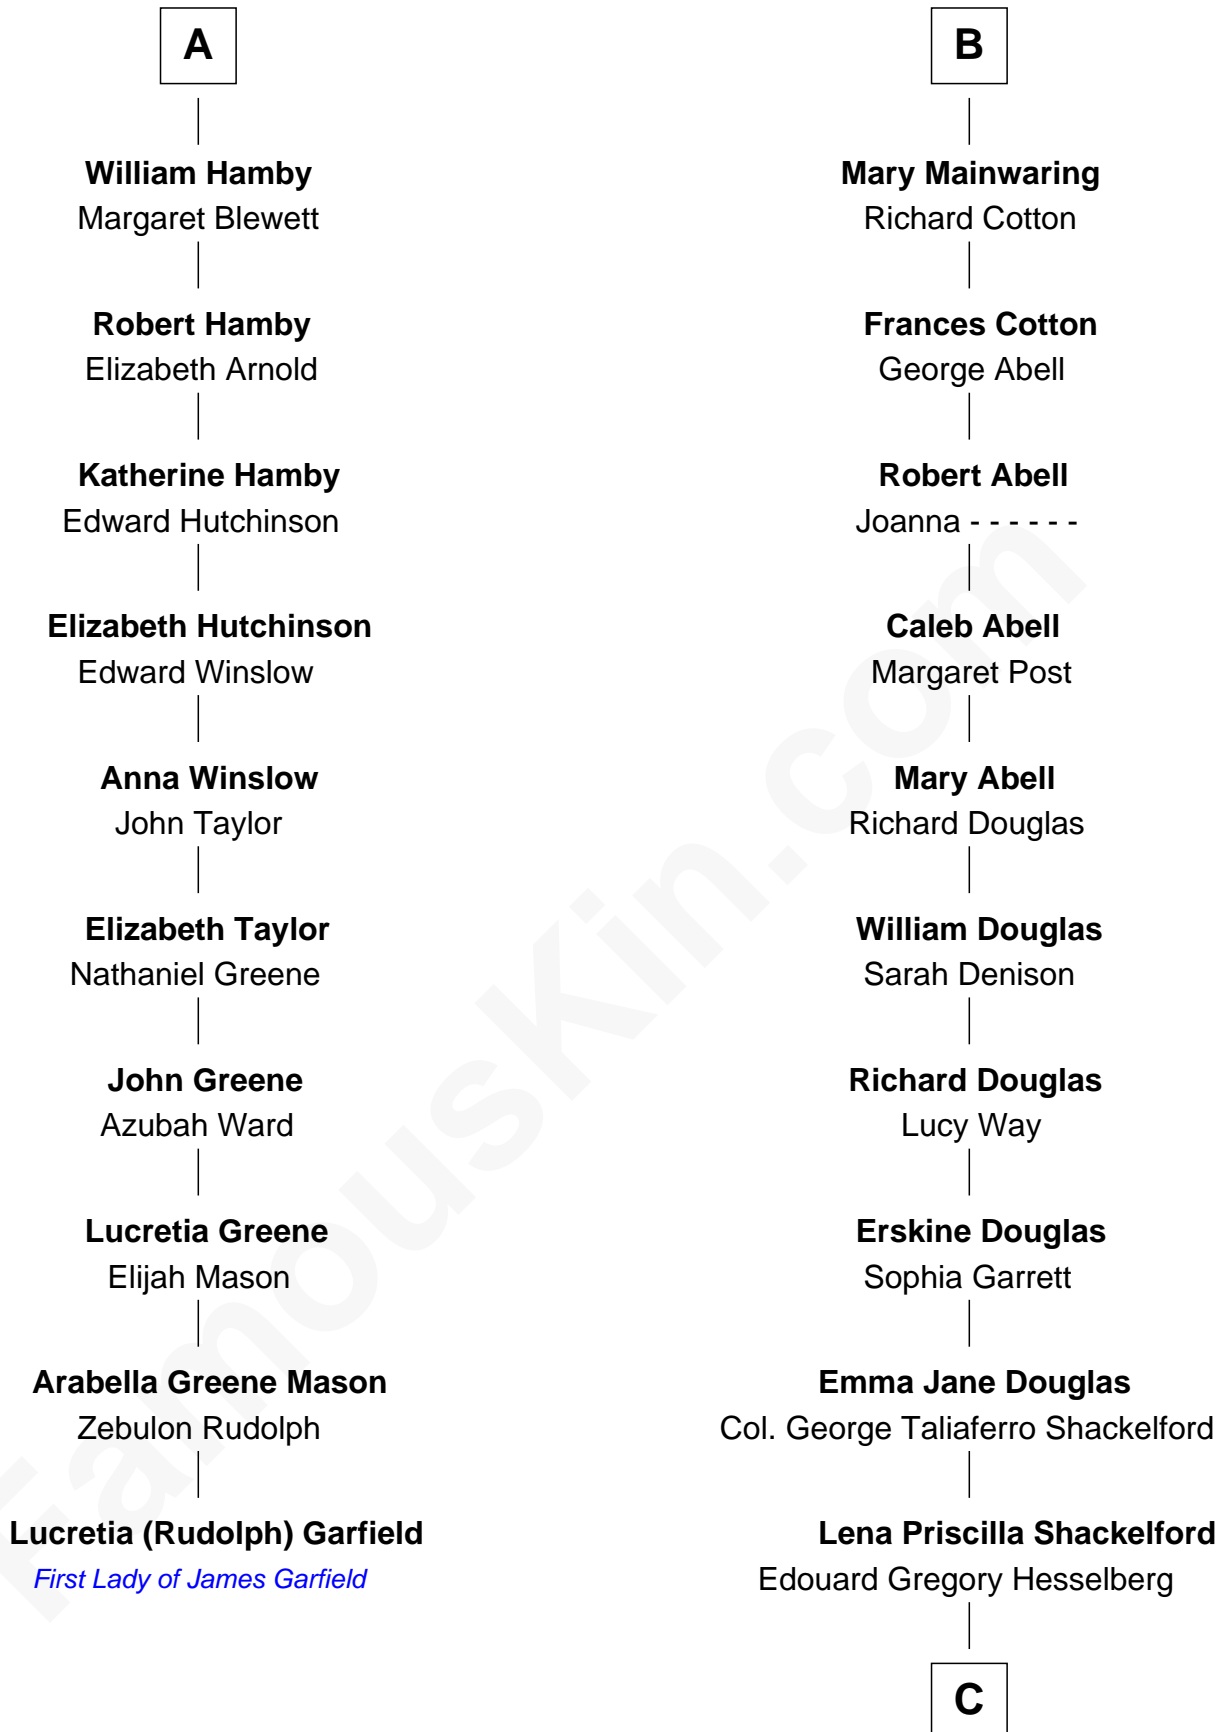 A
William Hamby
Margaret Blewett
Robert Hamby
Elizabeth Arnold
Katherine Hamby
Edward Hutchinson
Elizabeth Hutchinson
Edward Winslow
Anna Winslow
John Taylor
Elizabeth Taylor
Nathaniel Greene
John Greene
Azubah Ward
Lucretia Greene
Elijah Mason
Arabella Greene Mason
Zebulon Rudolph
Lucretia (Rudolph) Garfield
First Lady of James Garfield
B
Mary Mainwaring
Richard Cotton
Frances Cotton
George Abell
Robert Abell
Joanna - - - - - -
Caleb Abell
Margaret Post
Mary Abell
Richard Douglas
William Douglas
Sarah Denison
Richard Douglas
Lucy Way
Erskine Douglas
Sophia Garrett
Emma Jane Douglas
Col. George Taliaferro Shackelford
Lena Priscilla Shackelford
Edouard Gregory Hesselberg
C
FamousKin.com